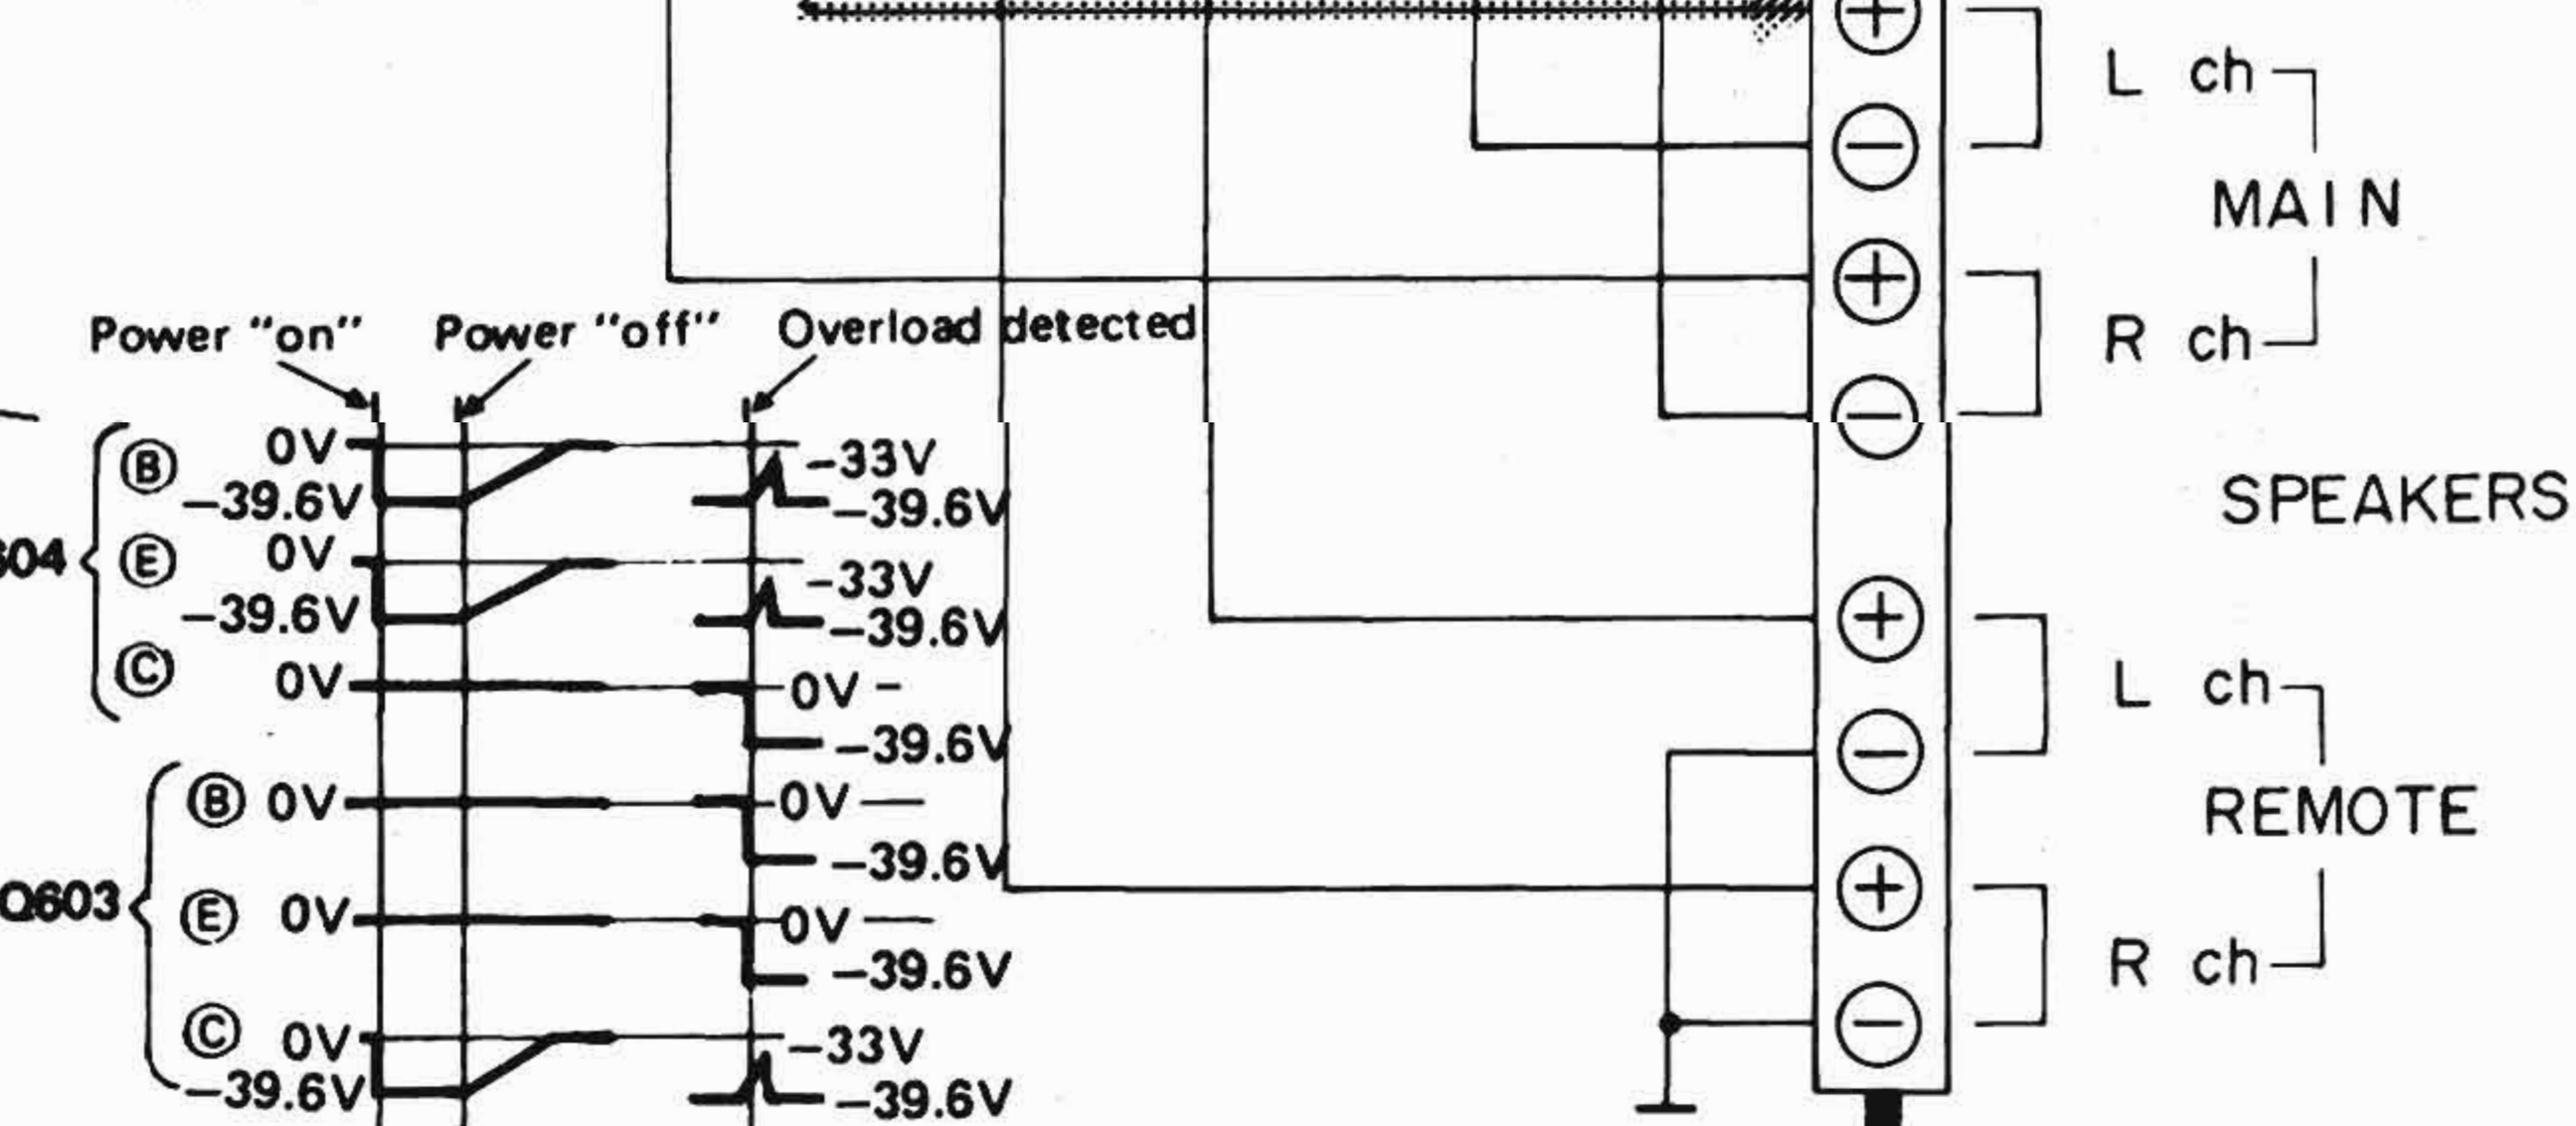 L ch
MAIN
R ch
Power "on" Power "off" Overload detected
B 0V -33V
-39.6V -39.6V
SPEAKERS
604 E 0V -33V
-39.6V -39.6V
C 0V 0V
-39.6V
L ch
B 0V 0V
-39.6V
REMOTE
Q603 E 0V 0V
-39.6V
R ch
C 0V -33V
-39.6V -39.6V